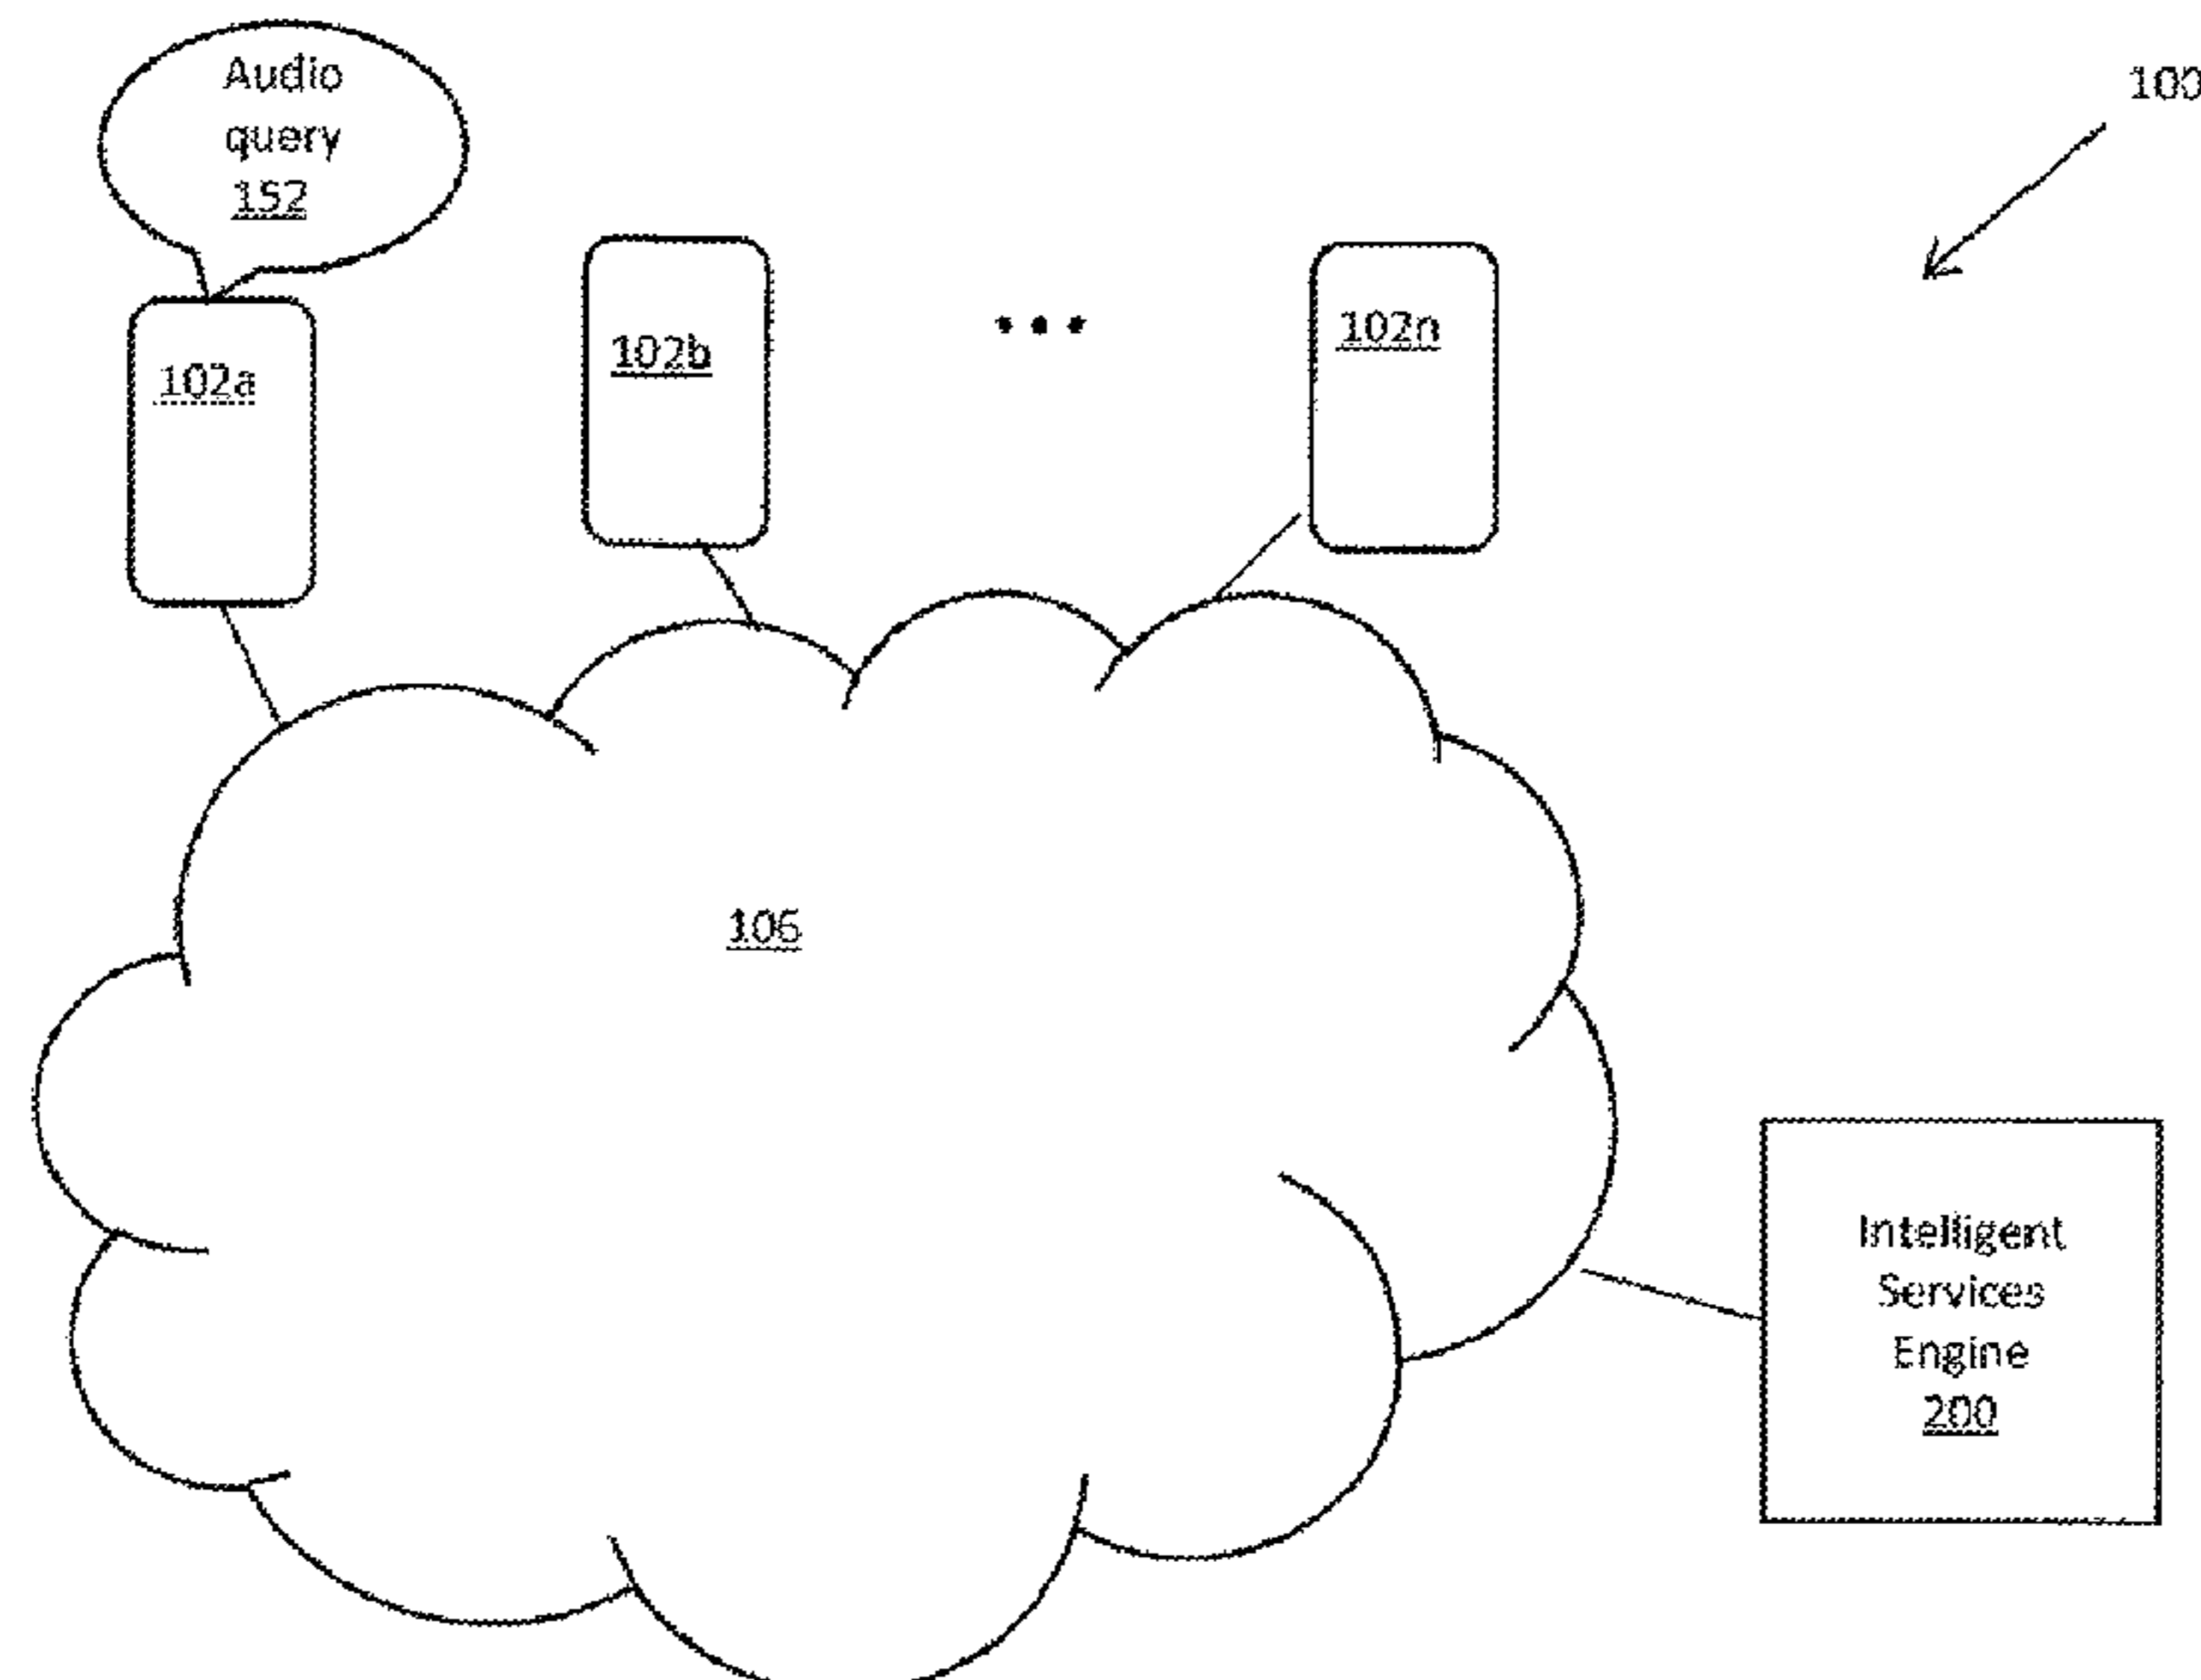 Audio
query
152
100
102a
102b
...
102n
106
Intelligent
Services
Engine
200